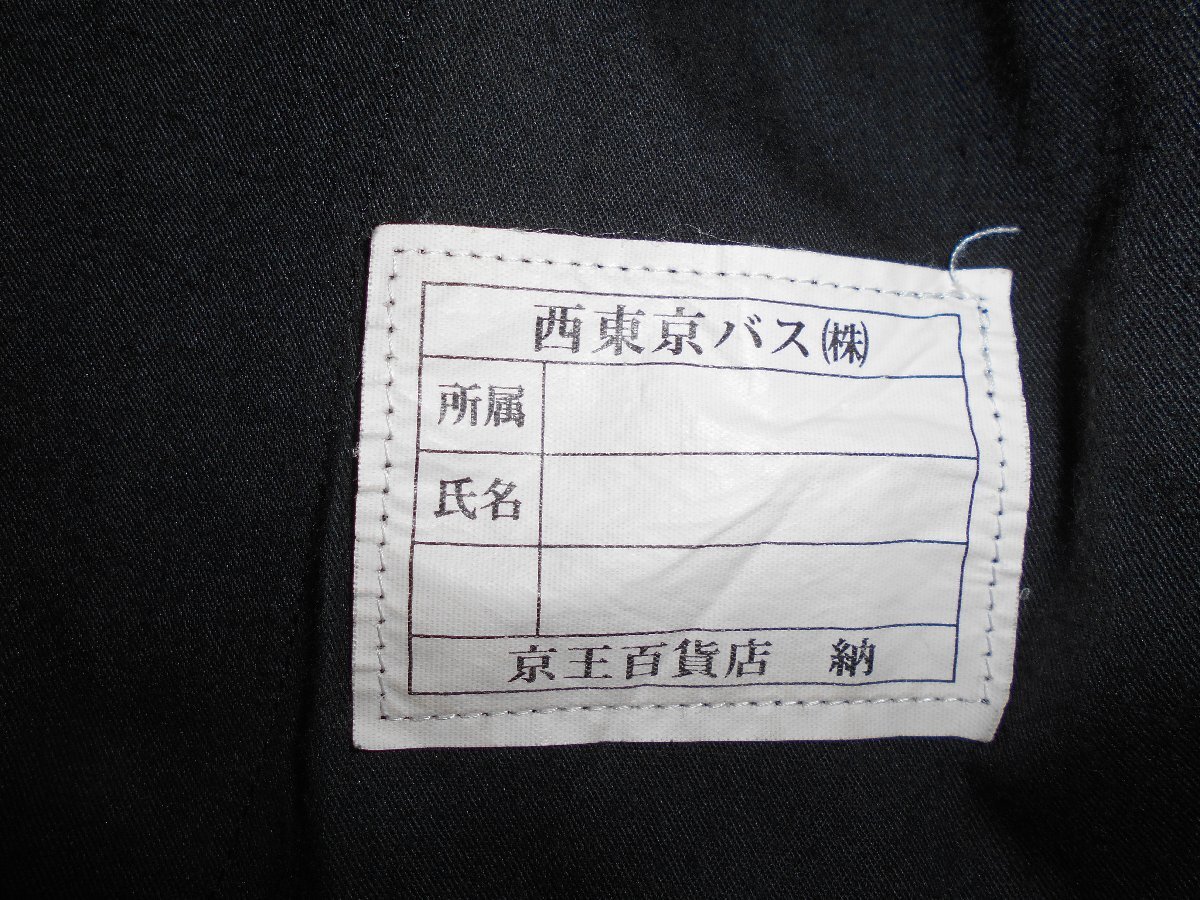 西東京バス㈱
所属
氏名
京王百貨店　納